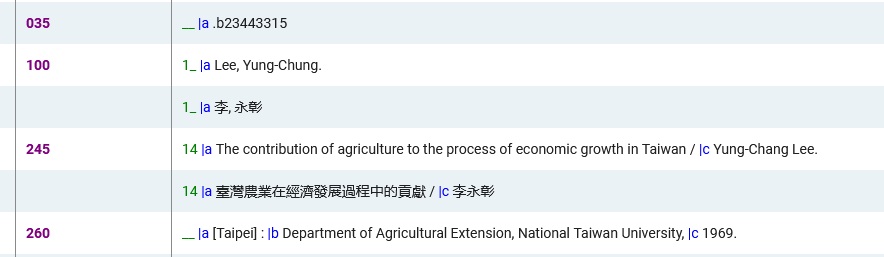 035 __ |a .b23443315
100 1_ |a Lee, Yung-Chung.
1_ |a 李, 永彰
245 14 |a The contribution of agriculture to the process of economic growth in Taiwan / |c Yung-Chang Lee.
14 |a 臺灣農業在經濟發展過程中的貢獻 / |c 李永彰
260 __ |a [Taipei] : |b Department of Agricultural Extension, National Taiwan University, |c 1969.